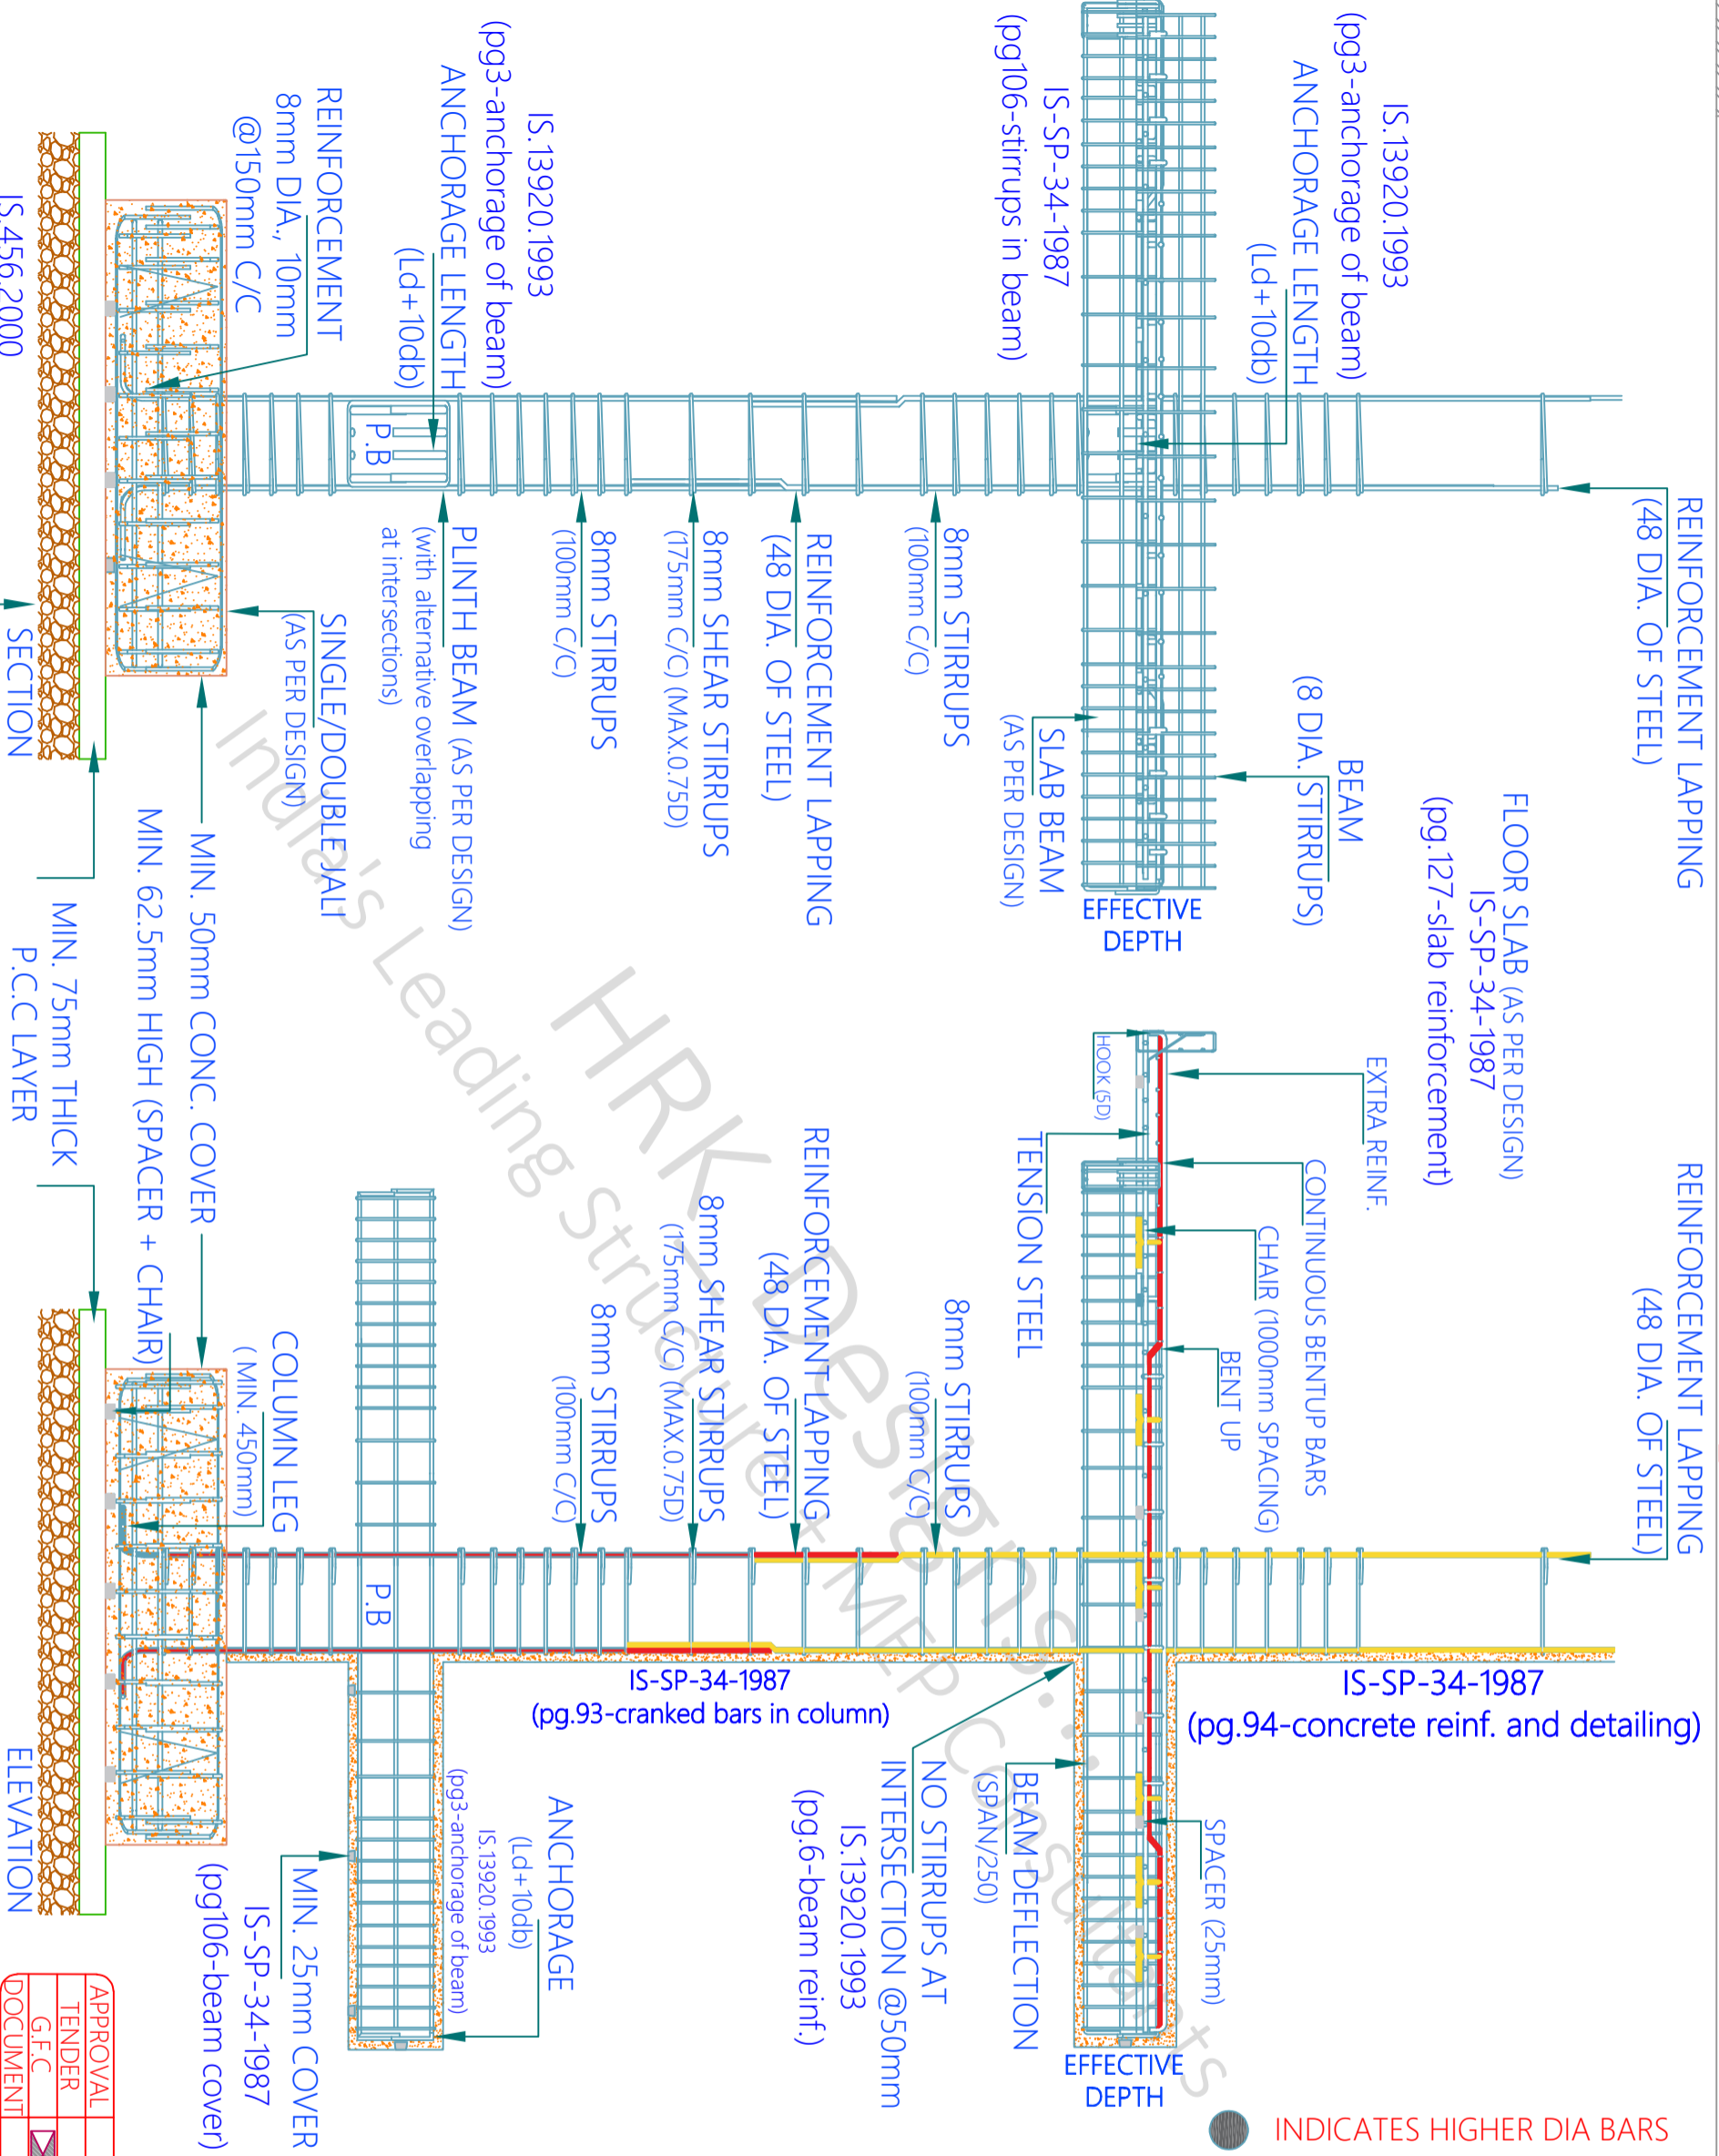 REINFORCEMENT LAPPING
(48 DIA. OF STEEL)
IS.13920.1993
(pg3-anchorage of beam)
ANCHORAGE LENGTH
(Ld+10db)
BEAM
(8 DIA. STIRRUPS)
FLOOR SLAB (AS PER DESIGN)
IS-SP-34-1987
(pg.127-slab reinforcement)
IS-SP-34-1987
(pg106-stirrups in beam)
SLAB BEAM
(AS PER DESIGN)
EFFECTIVE
DEPTH
8mm STIRRUPS
(100mm C/C)
REINFORCEMENT LAPPING
(48 DIA. OF STEEL)
8mm SHEAR STIRRUPS
(175mm C/C) (MAX.0.75D)
8mm STIRRUPS
(100mm C/C)
IS.13920.1993
(pg3-anchorage of beam)
ANCHORAGE LENGTH
(Ld+10db)
P.B
PLINTH BEAM (AS PER DESIGN)
(with alternative overlapping
at intersections)
REINFORCEMENT
8mm DIA., 10mm
@150mm C/C
SINGLE/DOUBLE JALI
(AS PER DESIGN)
MIN. 50mm CONC. COVER
MIN. 62.5mm HIGH (SPACER + CHAIR)
MIN. 75mm THICK
P.C.C LAYER
IS.456.2000
SECTION
REINFORCEMENT LAPPING
(48 DIA. OF STEEL)
IS-SP-34-1987
(pg.94-concrete reinf. and detailing)
EXTRA REINF.
CONTINUOUS BENTUP BARS
CHAIR (1000mm SPACING)
BENT UP
SPACER (25mm)
HOOK (5D)
TENSION STEEL
EFFECTIVE
DEPTH
BEAM DEFLECTION
(SPAN/250)
NO STIRRUPS AT
INTERSECTION @50mm
IS.13920.1993
(pg.6-beam reinf.)
8mm STIRRUPS
(100mm C/C)
REINFORCEMENT LAPPING
(48 DIA. OF STEEL)
8mm SHEAR STIRRUPS
(175mm C/C) (MAX.0.75D)
8mm STIRRUPS
(100mm C/C)
IS-SP-34-1987
(pg.93-cranked bars in column)
ANCHORAGE
(Ld+10db)
IS.13920.1993
(pg3-anchorage of beam)
P.B
COLUMN LEG
( MIN. 450mm)
MIN. 25mm COVER
IS-SP-34-1987
(pg106-beam cover)
ELEVATION
INDICATES HIGHER DIA BARS
APPROVAL
TENDER
G.F.C
DOCUMENT
HRK_Designs...
India's Leading Structure + MEP Consultants